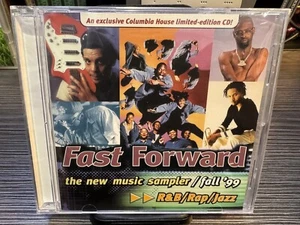 An exclusive Columbia House limited-edition CD!
Fast Forward
the new music sampler/fall '99
R&B/Rap/Jazz